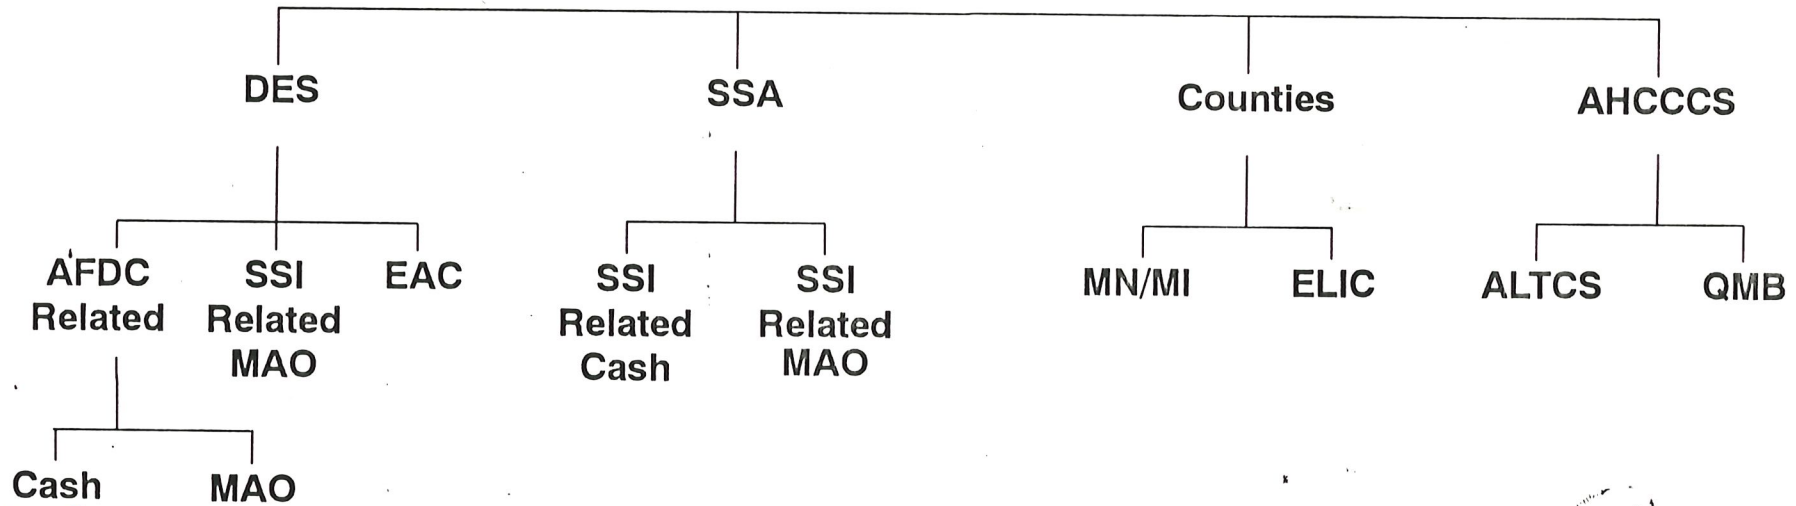 DES
SSA
Counties
AHCCCS
AFDC
Related
SSI
Related
MAO
EAC
SSI
Related
Cash
SSI
Related
MAO
MN/MI
ELIC
ALTCS
QMB
Cash
MAO